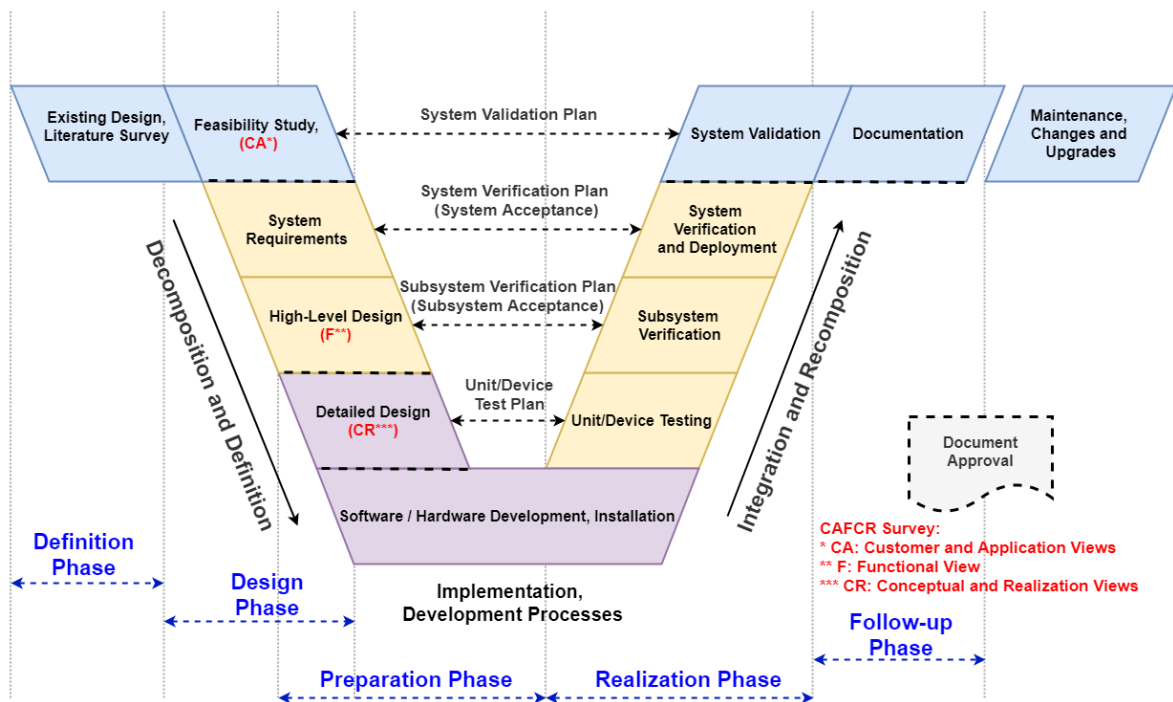 Existing Design,
Literature Survey
Feasibility Study,
(CA*)
System Validation Plan
System Validation
Documentation
Maintenance,
Changes and
Upgrades
System
Requirements
System Verification Plan
(System Acceptance)
System
Verification
and Deployment
High-Level Design
(F**)
Subsystem Verification Plan
(Subsystem Acceptance)
Subsystem
Verification
Detailed Design
(CR***)
Unit/Device
Test Plan
Unit/Device Testing
Decomposition and Definition
Integration and Recomposition
Software / Hardware Development, Installation
Document
Approval
CAFCR Survey:
* CA: Customer and Application Views
** F: Functional View
*** CR: Conceptual and Realization Views
Definition
Phase
Design
Phase
Implementation,
Development Processes
Follow-up
Phase
Preparation Phase
Realization Phase